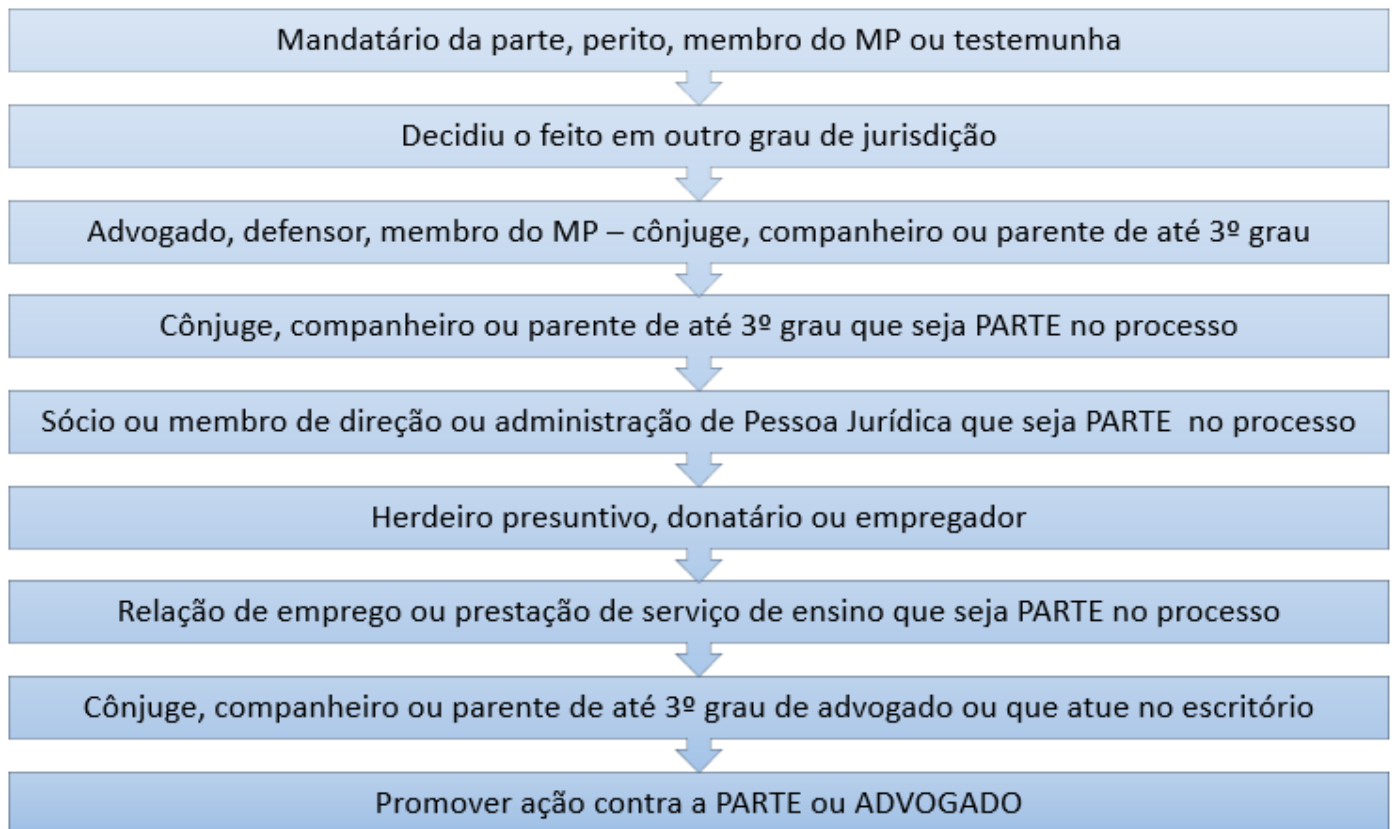 Mandatário da parte, perito, membro do MP ou testemunha
Decidiu o feito em outro grau de jurisdição
Advogado, defensor, membro do MP – cônjuge, companheiro ou parente de até 3º grau
Cônjuge, companheiro ou parente de até 3º grau que seja PARTE no processo
Sócio ou membro de direção ou administração de Pessoa Jurídica que seja PARTE no processo
Herdeiro presuntivo, donatário ou empregador
Relação de emprego ou prestação de serviço de ensino que seja PARTE no processo
Cônjuge, companheiro ou parente de até 3º grau de advogado ou que atue no escritório
Promover ação contra a PARTE ou ADVOGADO